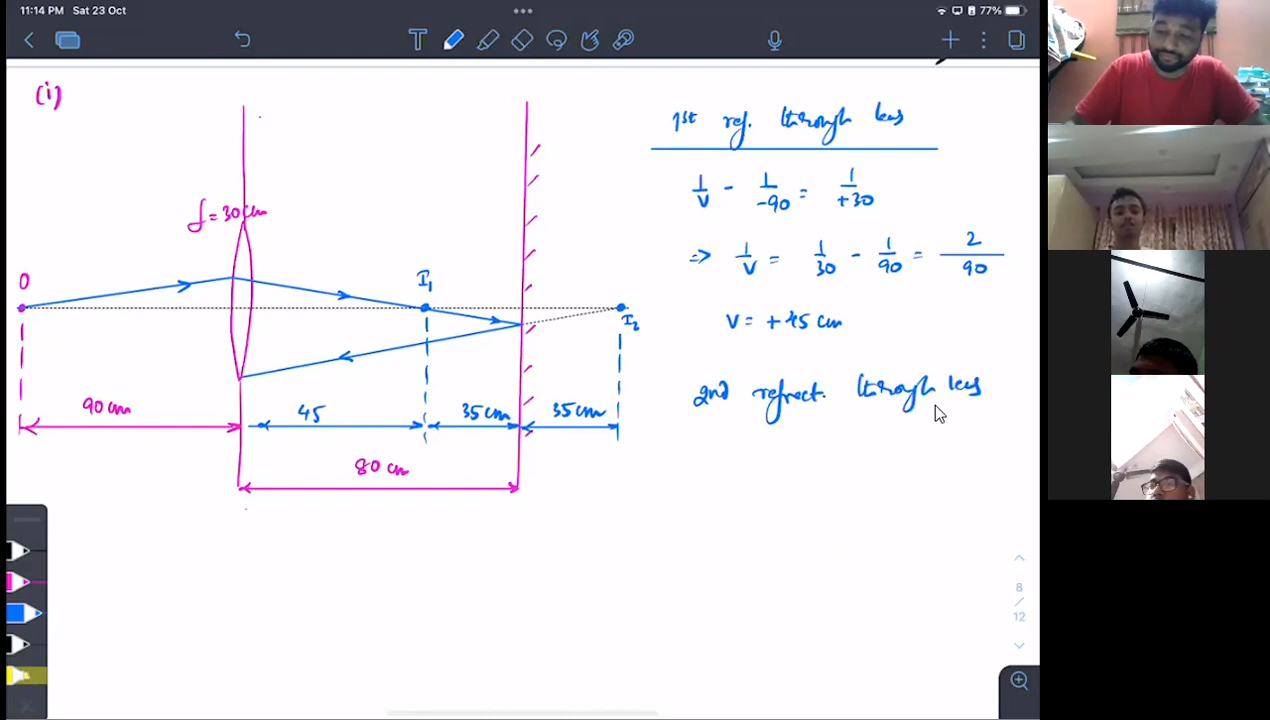 11:14 PM Sat 23 Oct
77%
(i)
1st ref. through lens
1/v - 1/-90 = 1/+30
f = 30 cm
⇒ 1/v = 1/30 - 1/90 = 2/90
O
I₁
I₂
v = +45 cm
2nd refract. through lens
90 cm
45
35 cm
35 cm
80 cm
8
/
12